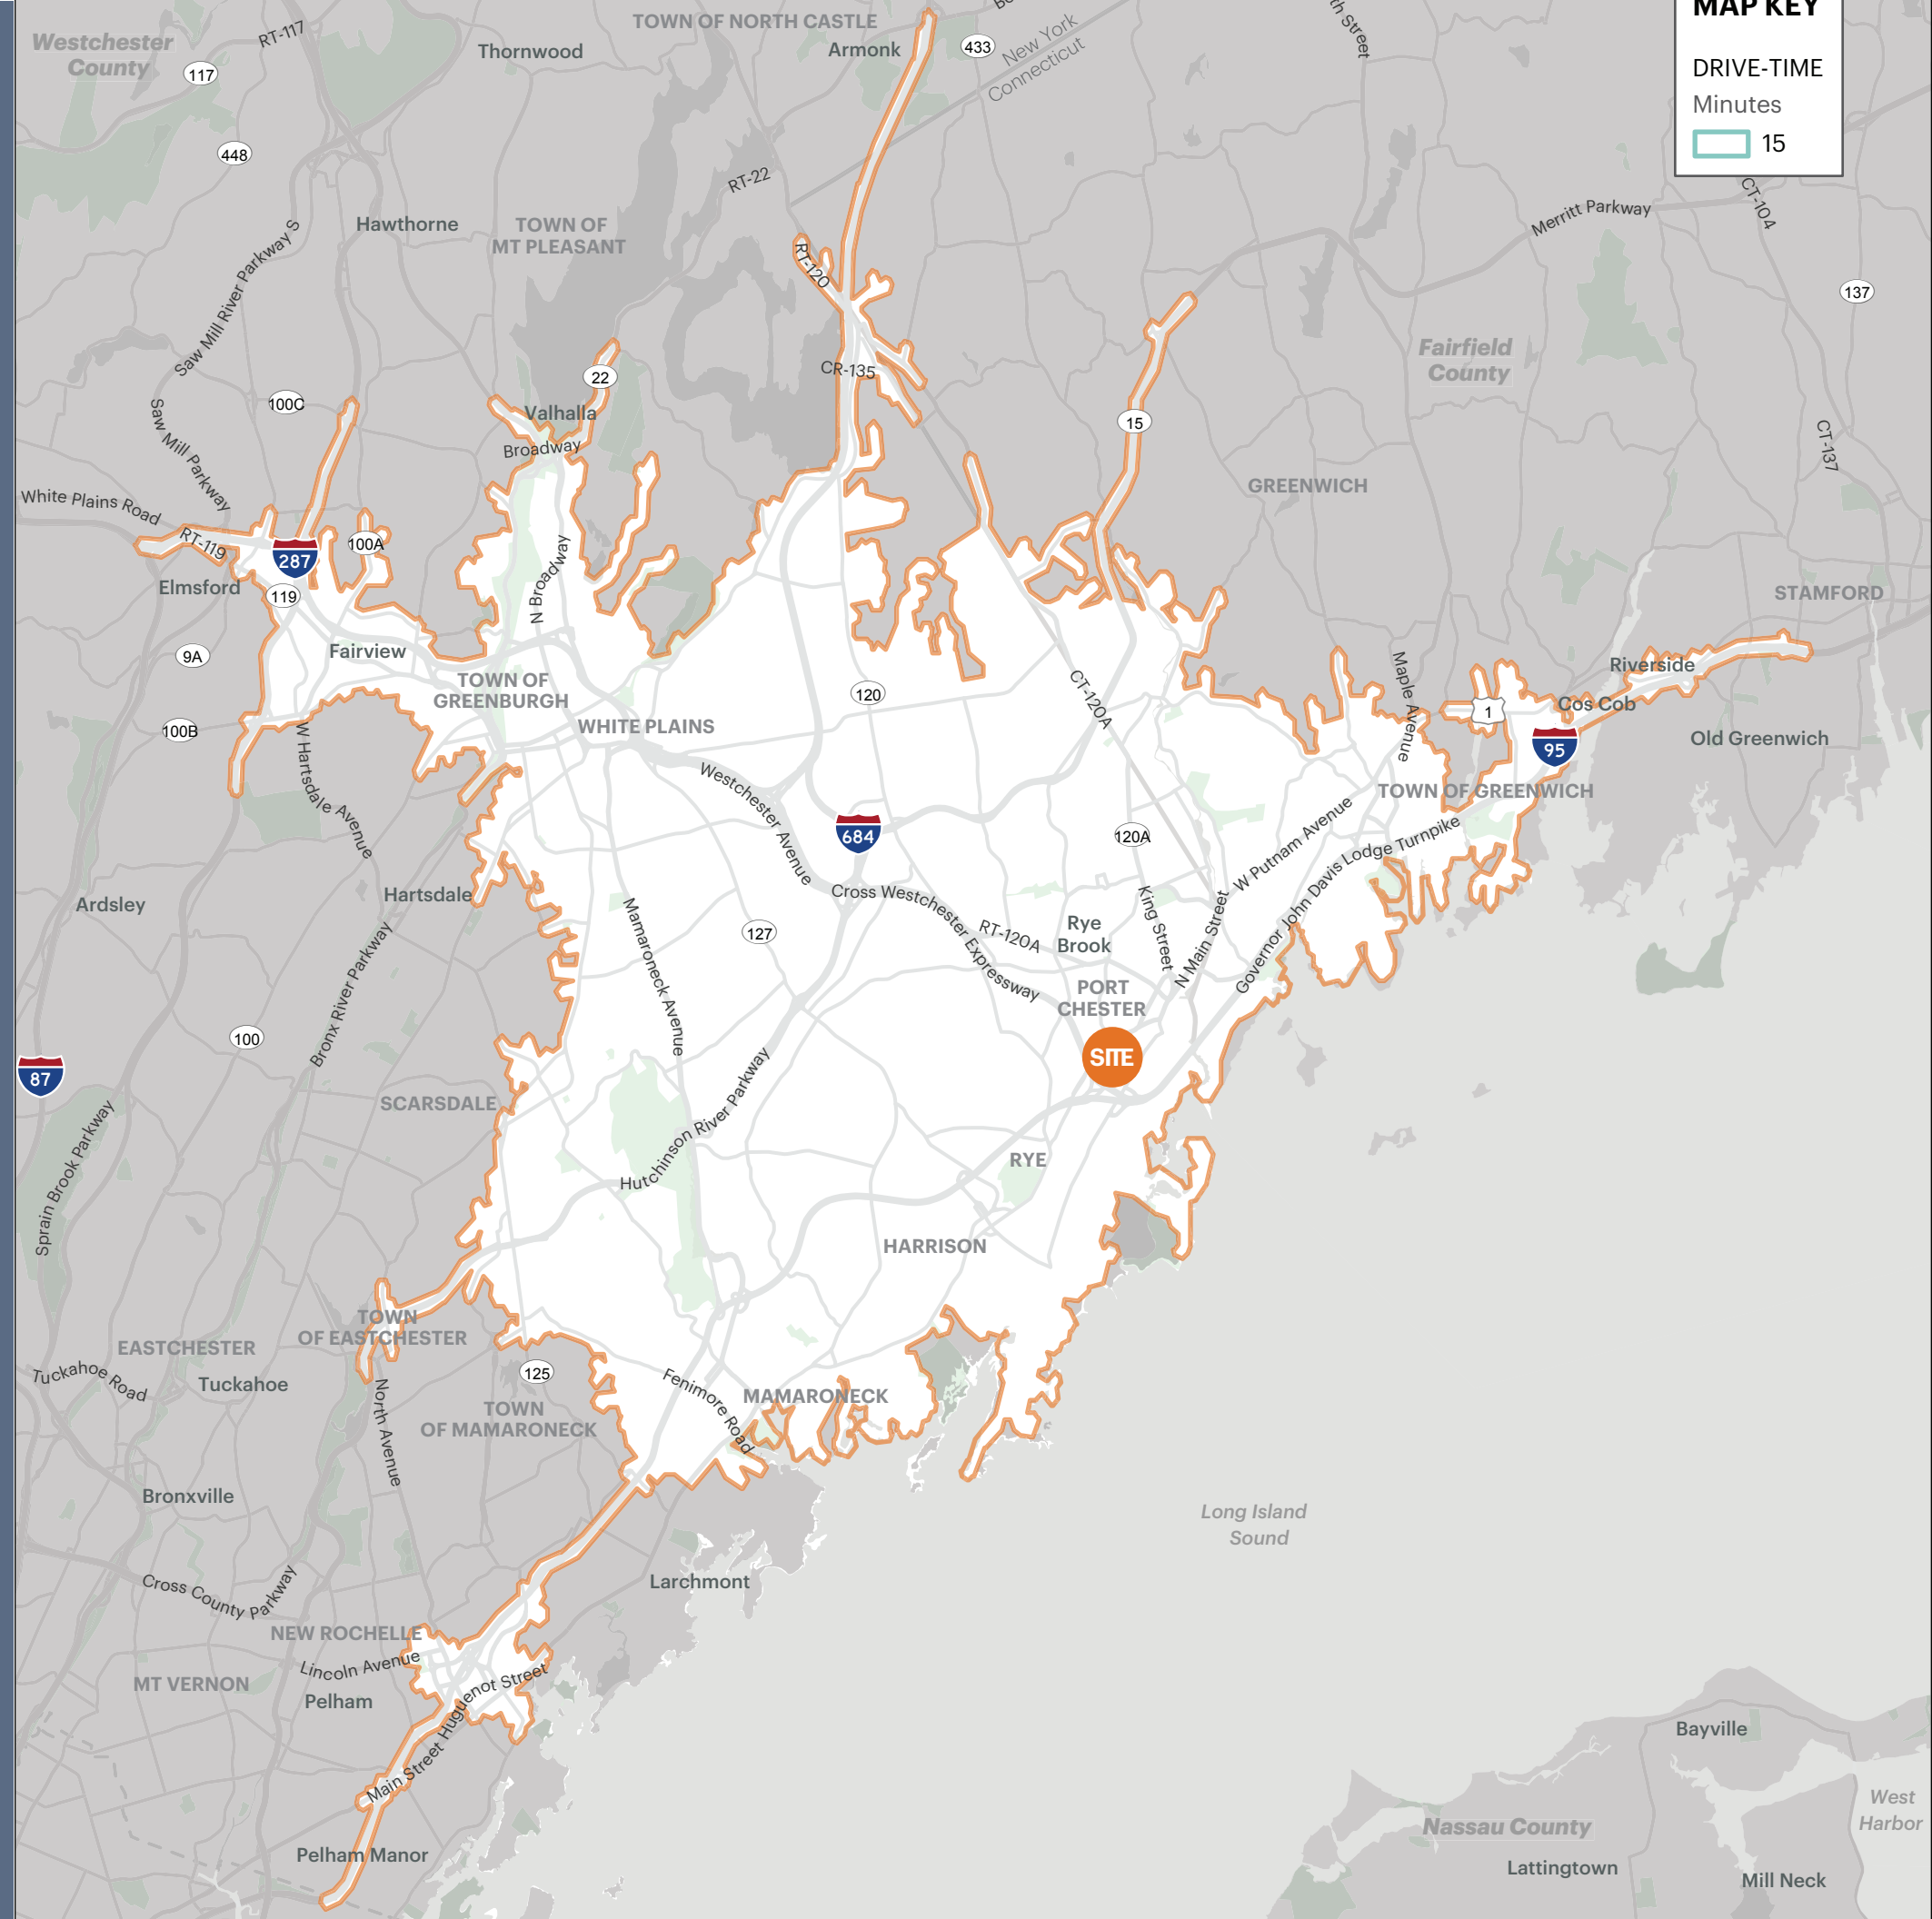 MAP KEY
DRIVE-TIME
Minutes
15
TOWN OF NORTH CASTLE
Westchester
County
RT-117
117
Thornwood
Armonk
433
New York
Connecticut
448
RT-22
Merritt Parkway
CT-104
137
Hawthorne
TOWN OF
MT PLEASANT
Saw Mill River Parkway S
RT-120
Fairfield
County
CR-135
22
100C
Valhalla
Broadway
15
Saw Mill Parkway
CT-137
GREENWICH
White Plains Road
RT-119
287
100A
Elmsford
119
N Broadway
STAMFORD
9A
Fairview
Riverside
TOWN OF
GREENBURGH
120
CT-120A
Maple Avenue
Cos Cob
1
100B
WHITE PLAINS
95
Old Greenwich
W Hartsdale Avenue
Westchester Avenue
TOWN OF GREENWICH
684
120A
W Putnam Avenue
Governor John Davis Lodge Turnpike
Hartsdale
Cross Westchester Expressway
Ardsley
Mamaroneck Avenue
127
RT-120A
Rye
Brook
King Street
N Main Street
Bronx River Parkway
PORT
CHESTER
100
SITE
87
SCARSDALE
Hutchinson River Parkway
Sprain Brook Parkway
RYE
HARRISON
TOWN
OF EASTCHESTER
EASTCHESTER
Tuckahoe Road
Tuckahoe
125
Fenimore Road
MAMARONECK
North Avenue
TOWN
OF MAMARONECK
Bronxville
Long Island
Sound
Cross County Parkway
Larchmont
NEW ROCHELLE
Lincoln Avenue
MT VERNON
Pelham
Huguenot Street
Main Street
Bayville
West
Harbor
Nassau County
Pelham Manor
Lattingtown
Mill Neck